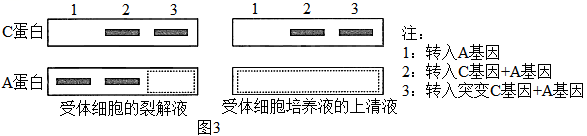 1 2 3 1 2 3
C蛋白
A蛋白
受体细胞的裂解液 受体细胞培养液的上清液
图3
注:
1:转入A基因
2:转入C基因+A基因
3:转入突变C基因+A基因